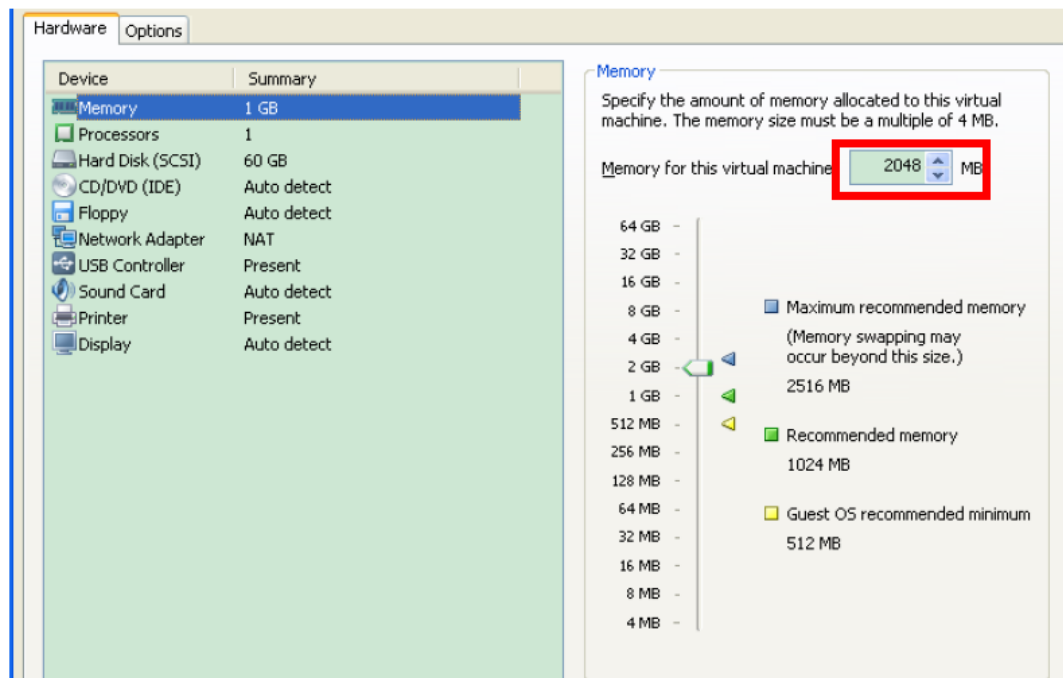 Hardware Options
Device Summary
Memory 1 GB
Processors 1
Hard Disk (SCSI) 60 GB
CD/DVD (IDE) Auto detect
Floppy Auto detect
Network Adapter NAT
USB Controller Present
Sound Card Auto detect
Printer Present
Display Auto detect
Memory
Specify the amount of memory allocated to this virtual
machine. The memory size must be a multiple of 4 MB.
Memory for this virtual machine 2048 MB
64 GB
32 GB
16 GB
8 GB
4 GB
2 GB
1 GB
512 MB
256 MB
128 MB
64 MB
32 MB
16 MB
8 MB
4 MB
Maximum recommended memory
(Memory swapping may
occur beyond this size.)
2516 MB
Recommended memory
1024 MB
Guest OS recommended minimum
512 MB